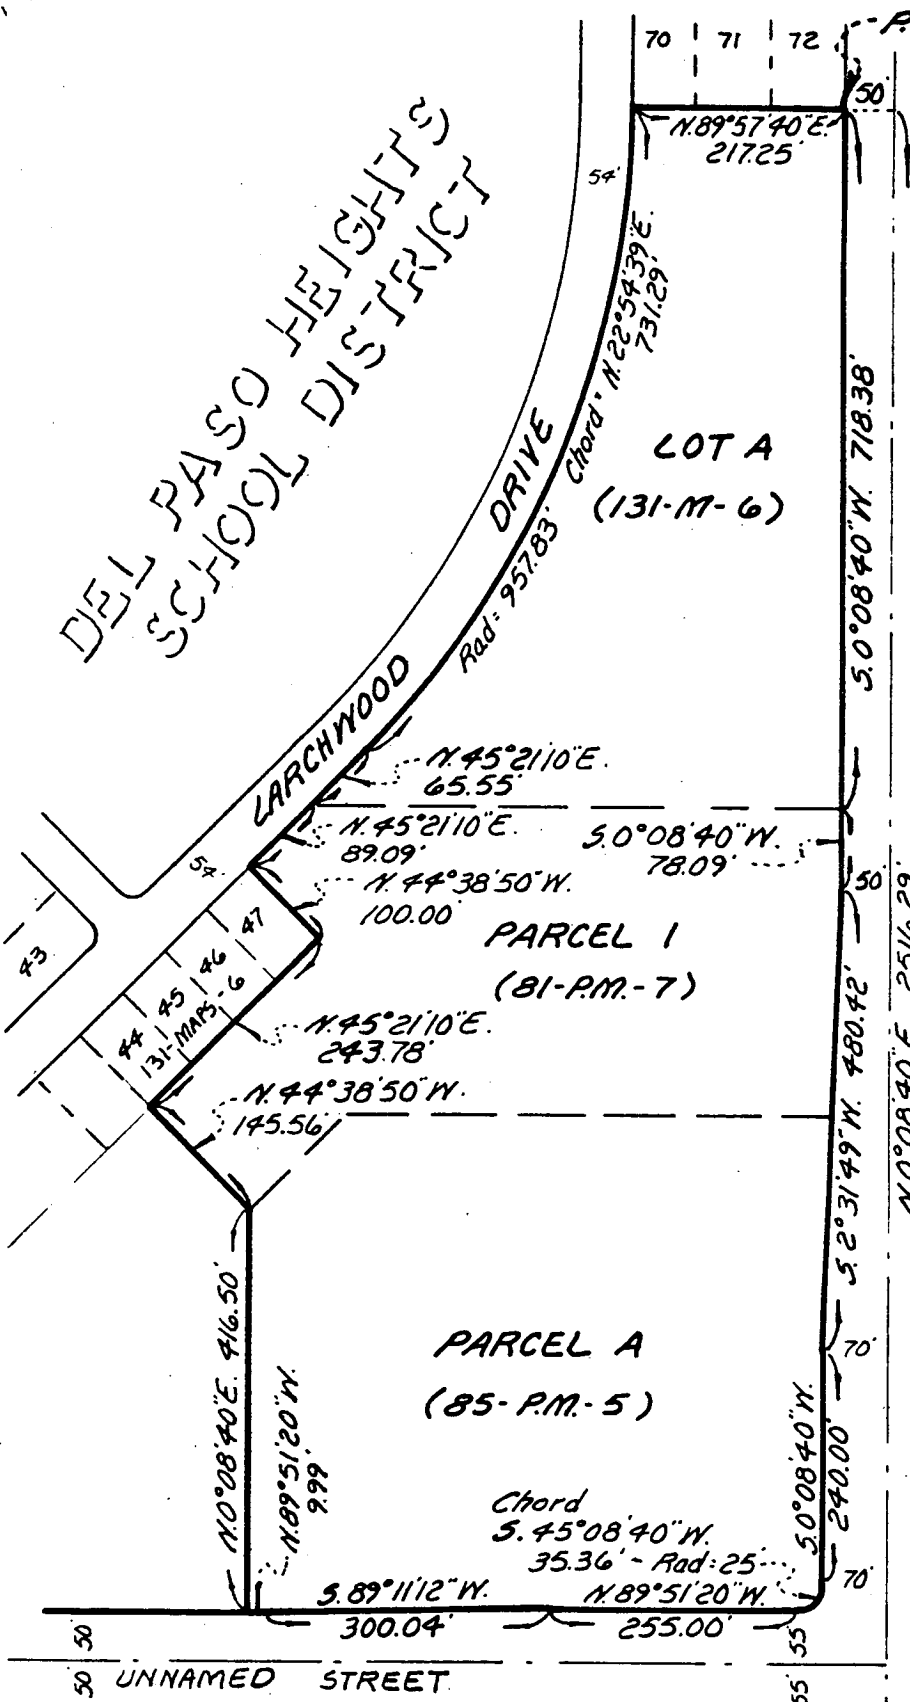 70
71
72
P.
50'
N.89°57'40"E.
217.25'
54'
DEL PASO HEIGHTS
SCHOOL DISTRICT
Chord = N.22°54'39"E.
731.29'
LOT A
(131-M-6)
DRIVE
Rad = 957.83'
S.0°08'40"W. 718.38'
LARCHWOOD
N.45°21'10"E.
65.55'
N.45°21'10"E.
89.09'
S.0°08'40"W.
78.09'
54'
N.44°38'50"W.
100.00'
50'
PARCEL 1
(81-P.M.-7)
43
47
46
45
44
131-MAPS-6
N.45°21'10"E.
243.78'
N.44°38'50"W.
145.56'
S.2°31'49"W. 480.42'
N.0°08'40"E. 2516.29'
N.0°08'40"E. 416.50'
PARCEL A
(85-P.M.-5)
70'
N.89°51'20"W.
9.99'
S.0°08'40"W.
240.00'
Chord
S.45°08'40"W.
35.36' - Rad:25'
70'
S.89°11'12"W.
300.04'
N.89°51'20"W.
255.00'
50
50
UNNAMED STREET
55'
55'